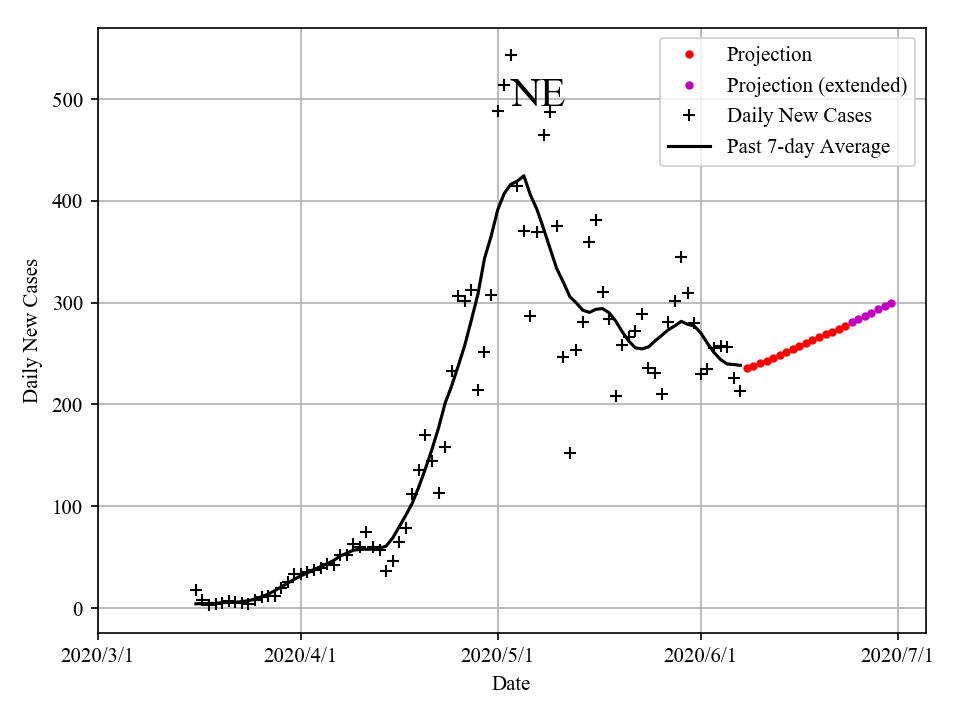 NE
Projection
Projection (extended)
Daily New Cases
Past 7-day Average
Daily New Cases
500
400
300
200
100
0
2020/3/1 2020/4/1 2020/5/1 2020/6/1 2020/7/1
Date